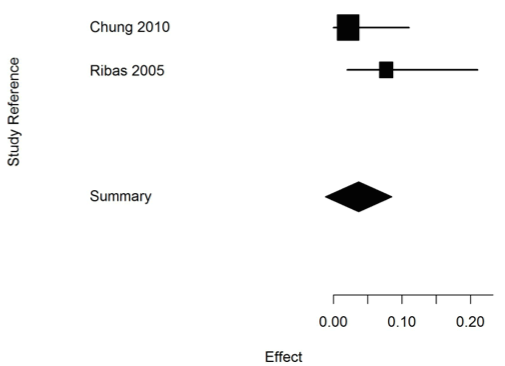 Study Reference
Chung 2010
Ribas 2005
Summary
0.00 0.10 0.20
Effect